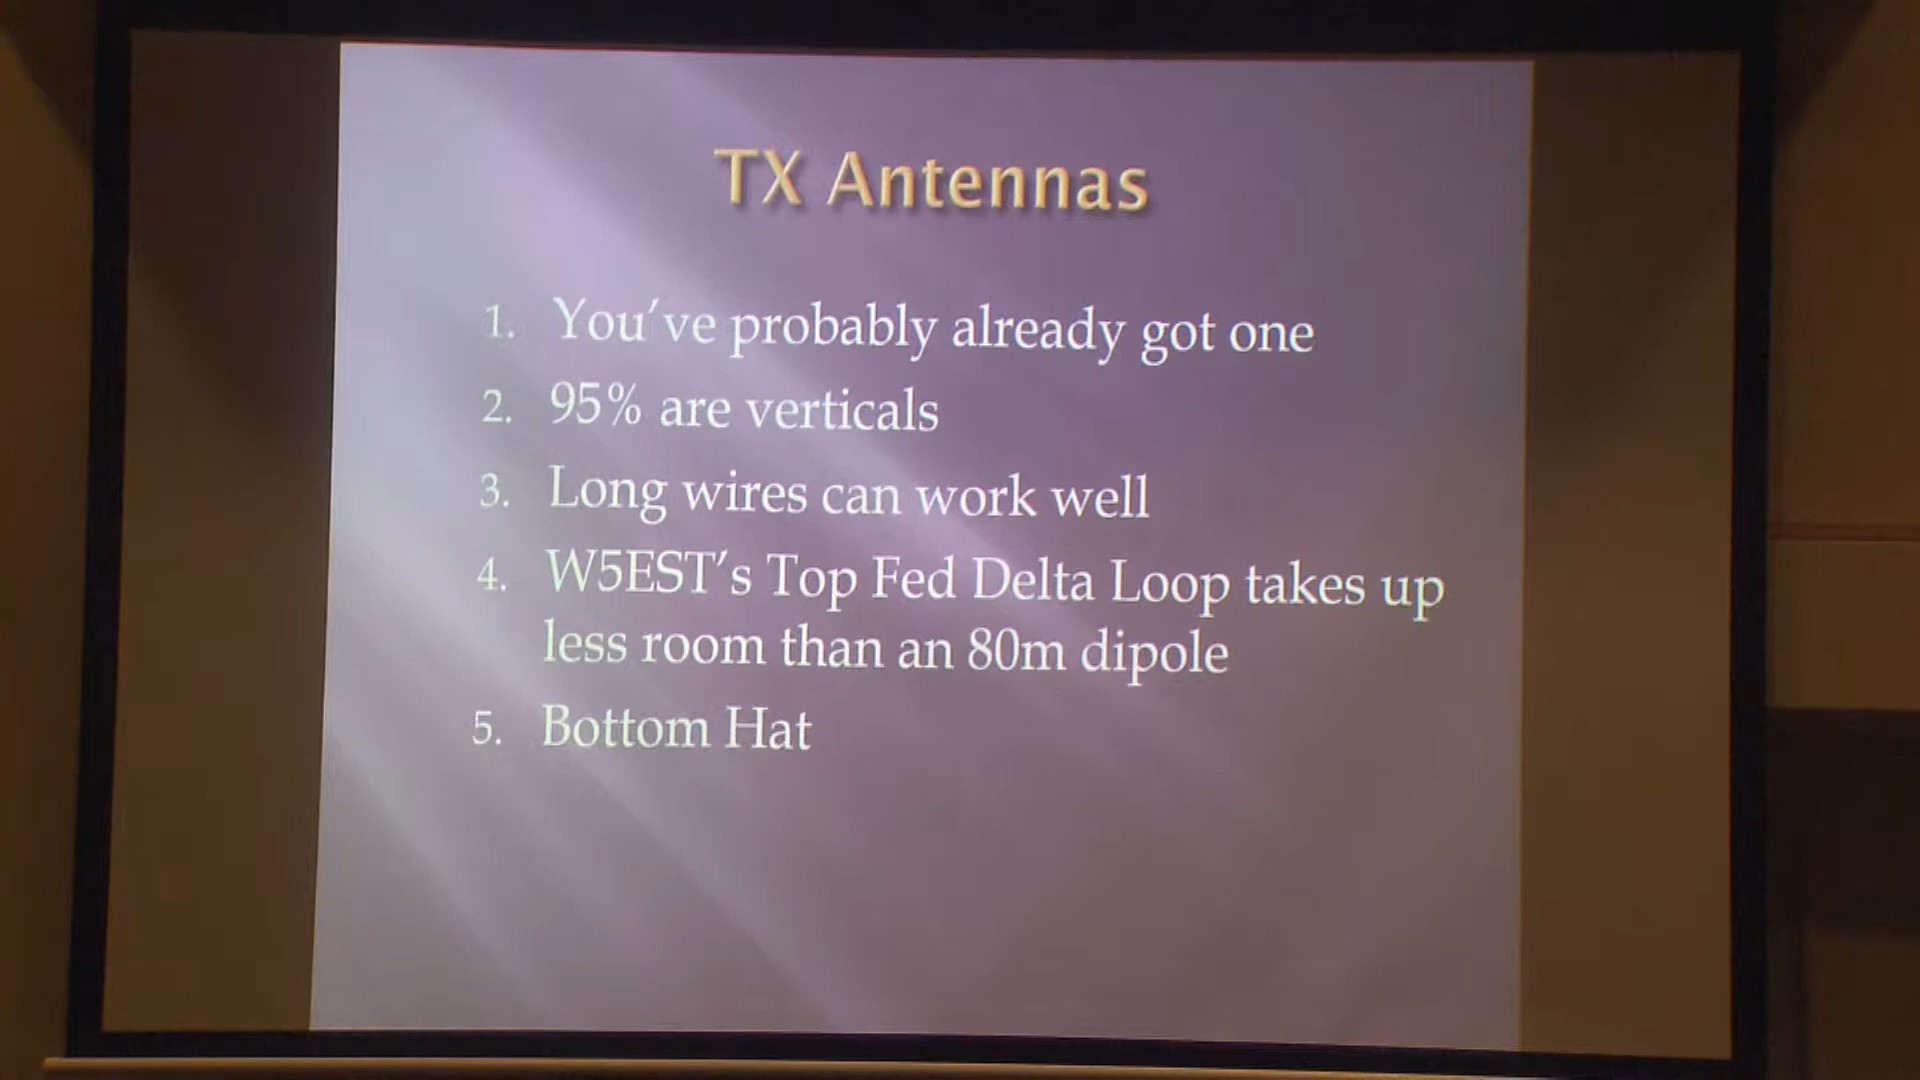 TX Antennas
1. You've probably already got one
2. 95% are verticals
3. Long wires can work well
4. W5EST's Top Fed Delta Loop takes up
less room than an 80m dipole
5. Bottom Hat